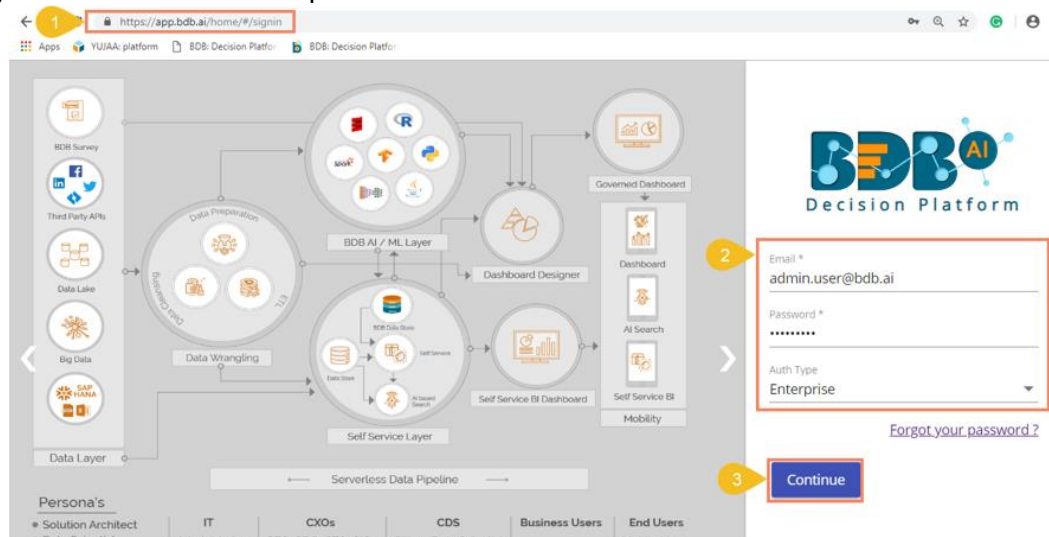 1
https://app.bdb.ai/home/#/signin
Apps
YUJAA: platform
BDB: Decision Platfor
BDB: Decision Platfor
BDB Survey
Third Party APIs
Data Lake
Big Data
SAP HANA
Data Layer
Data Preparation
Data Cleansing
ETL
Data Wrangling
R
BDB AI / ML Layer
BDB Data Store
Data Store
Self Service
AI based
Search
Self Service Layer
Dashboard Designer
Self Service BI Dashboard
Governed Dashboard
Dashboard
AI Search
Self Service BI
Mobility
Serverless Data Pipeline
Persona's
Solution Architect
IT
CXOs
CDS
Business Users
End Users
BDB AI
Decision Platform
2
Email *
admin.user@bdb.ai
Password *
•••••••••
Auth Type
Enterprise
Forgot your password ?
3
Continue